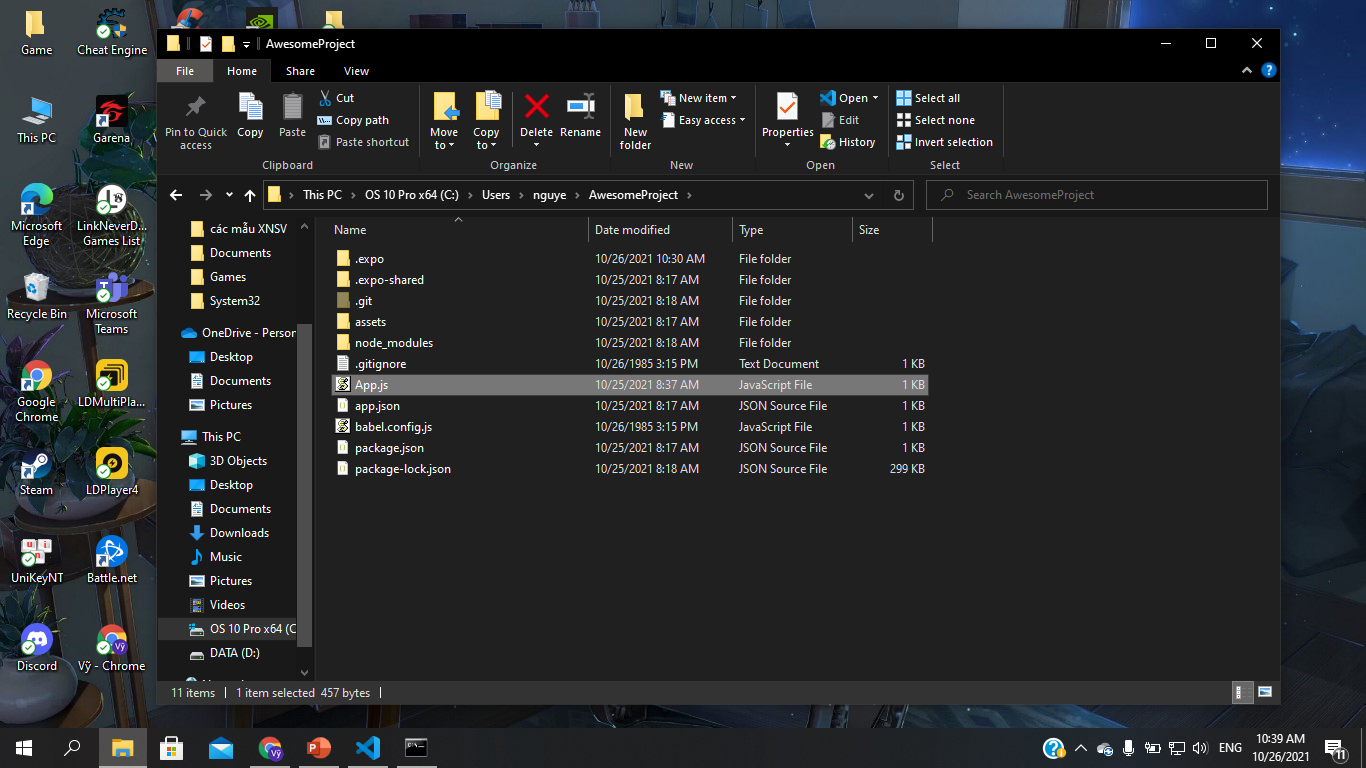 Game
Cheat Engine
This PC
Garena
Microsoft
Edge
LinkNeverD...
Games List
Recycle Bin
Microsoft
Teams
Google
Chrome
LDMultiPla...
Steam
LDPlayer4
UniKeyNT
Battle.net
Discord
Vỹ - Chrome
AwesomeProject
File
Home
Share
View
Pin to Quick
access
Copy
Paste
Cut
Copy path
Paste shortcut
Clipboard
Move
to
Copy
to
Delete
Rename
Organize
New
folder
New item
Easy access
New
Properties
Open
Edit
History
Open
Select all
Select none
Invert selection
Select
This PC
OS 10 Pro x64 (C:)
Users
nguye
AwesomeProject
Search AwesomeProject
các mẫu XNSV
Documents
Games
System32
OneDrive - Person
Desktop
Documents
Pictures
This PC
3D Objects
Desktop
Documents
Downloads
Music
Pictures
Videos
OS 10 Pro x64 (C
DATA (D:)
Name Date modified Type Size
.expo 10/26/2021 10:30 AM File folder
.expo-shared 10/25/2021 8:17 AM File folder
.git 10/25/2021 8:18 AM File folder
assets 10/25/2021 8:17 AM File folder
node_modules 10/25/2021 8:18 AM File folder
.gitignore 10/26/1985 3:15 PM Text Document 1 KB
App.js 10/25/2021 8:37 AM JavaScript File 1 KB
app.json 10/25/2021 8:17 AM JSON Source File 1 KB
babel.config.js 10/26/1985 3:15 PM JavaScript File 1 KB
package.json 10/25/2021 8:17 AM JSON Source File 1 KB
package-lock.json 10/25/2021 8:18 AM JSON Source File 299 KB
11 items 1 item selected 457 bytes
Vỹ
ENG
10:39 AM
10/26/2021
11